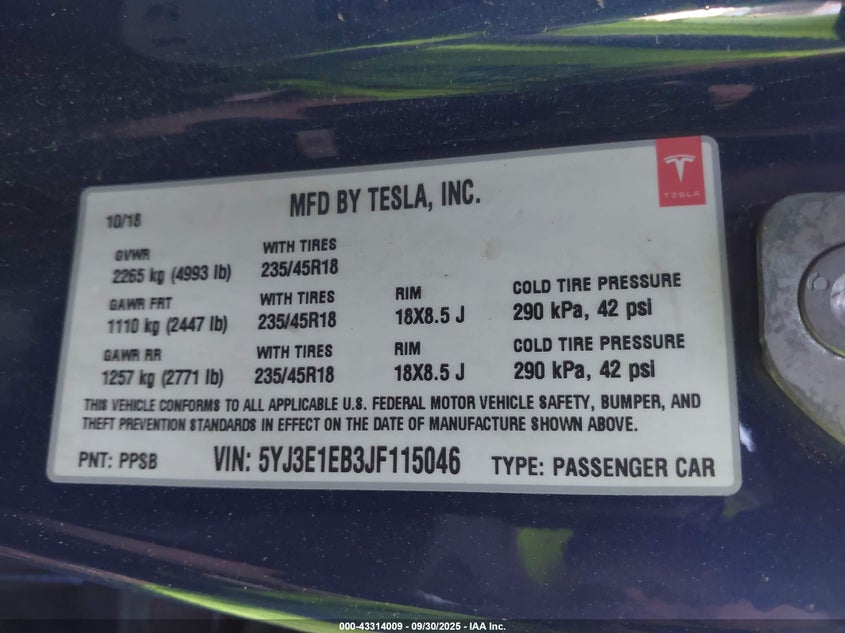 10/18
MFD BY TESLA, INC.
TESLA
GVWR
2265 kg (4993 lb)
WITH TIRES
235/45R18
GAWR FRT
1110 kg (2447 lb)
WITH TIRES
235/45R18
RIM
18X8.5 J
COLD TIRE PRESSURE
290 kPa, 42 psi
GAWR RR
1257 kg (2771 lb)
WITH TIRES
235/45R18
RIM
18X8.5 J
COLD TIRE PRESSURE
290 kPa, 42 psi
THIS VEHICLE CONFORMS TO ALL APPLICABLE U.S. FEDERAL MOTOR VEHICLE SAFETY, BUMPER, AND
THEFT PREVENTION STANDARDS IN EFFECT ON THE DATE OF MANUFACTURE SHOWN ABOVE.
PNT: PPSB VIN: 5YJ3E1EB3JF115046 TYPE: PASSENGER CAR
000-43314009 - 09/30/2025 - IAA Inc.